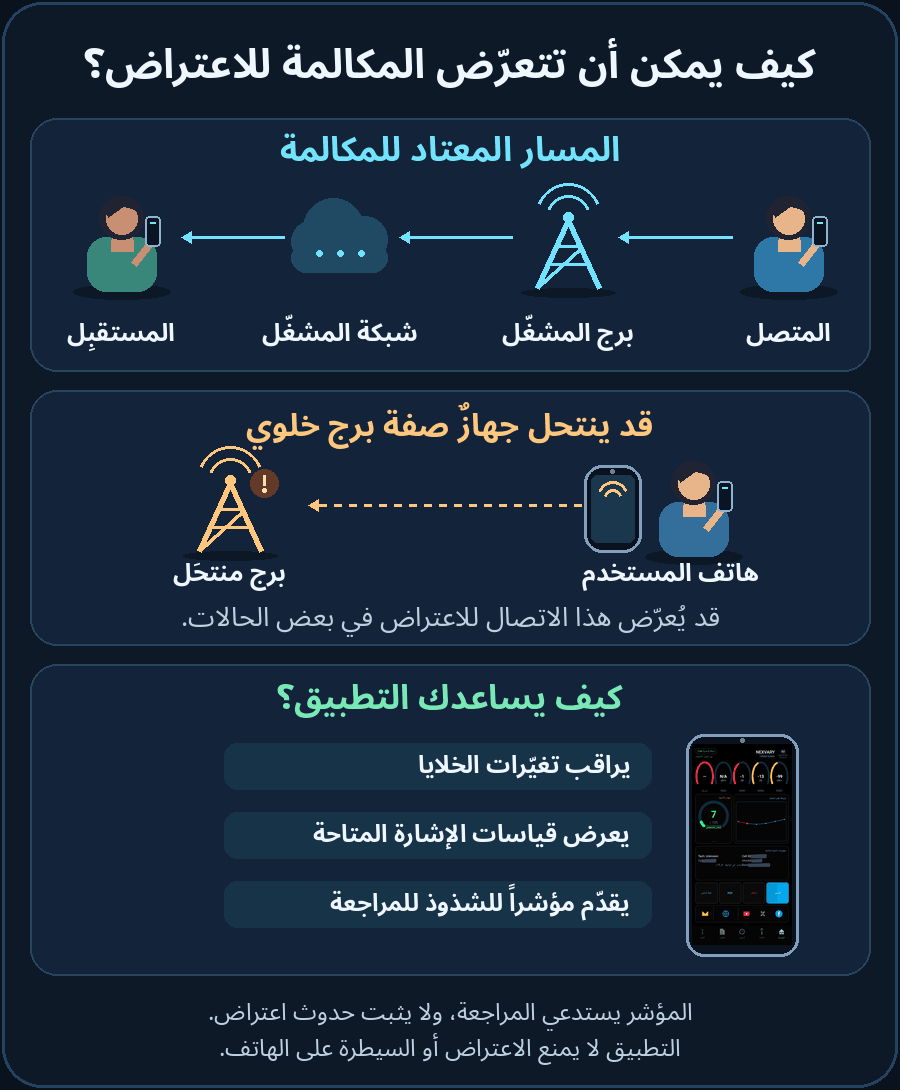 كيف يمكن أن تتعرّض المكالمة للاعتراض؟
المسار المعتاد للمكالمة
المتصل
برج المشغّل
شبكة المشغّل
المستقبِل
قد ينتحل جهازٌ صفة برج خلوي
هاتف المستخدم
برج منتحَل
قد يُعرّض هذا الاتصال للاعتراض في بعض الحالات.
كيف يساعدك التطبيق؟
يراقب تغيّرات الخلايا
يعرض قياسات الإشارة المتاحة
يقدّم مؤشراً للشذوذ للمراجعة
NEXVARY
N/A
7
المؤشر يستدعي المراجعة، ولا يثبت حدوث اعتراض.
التطبيق لا يمنع الاعتراض أو السيطرة على الهاتف.